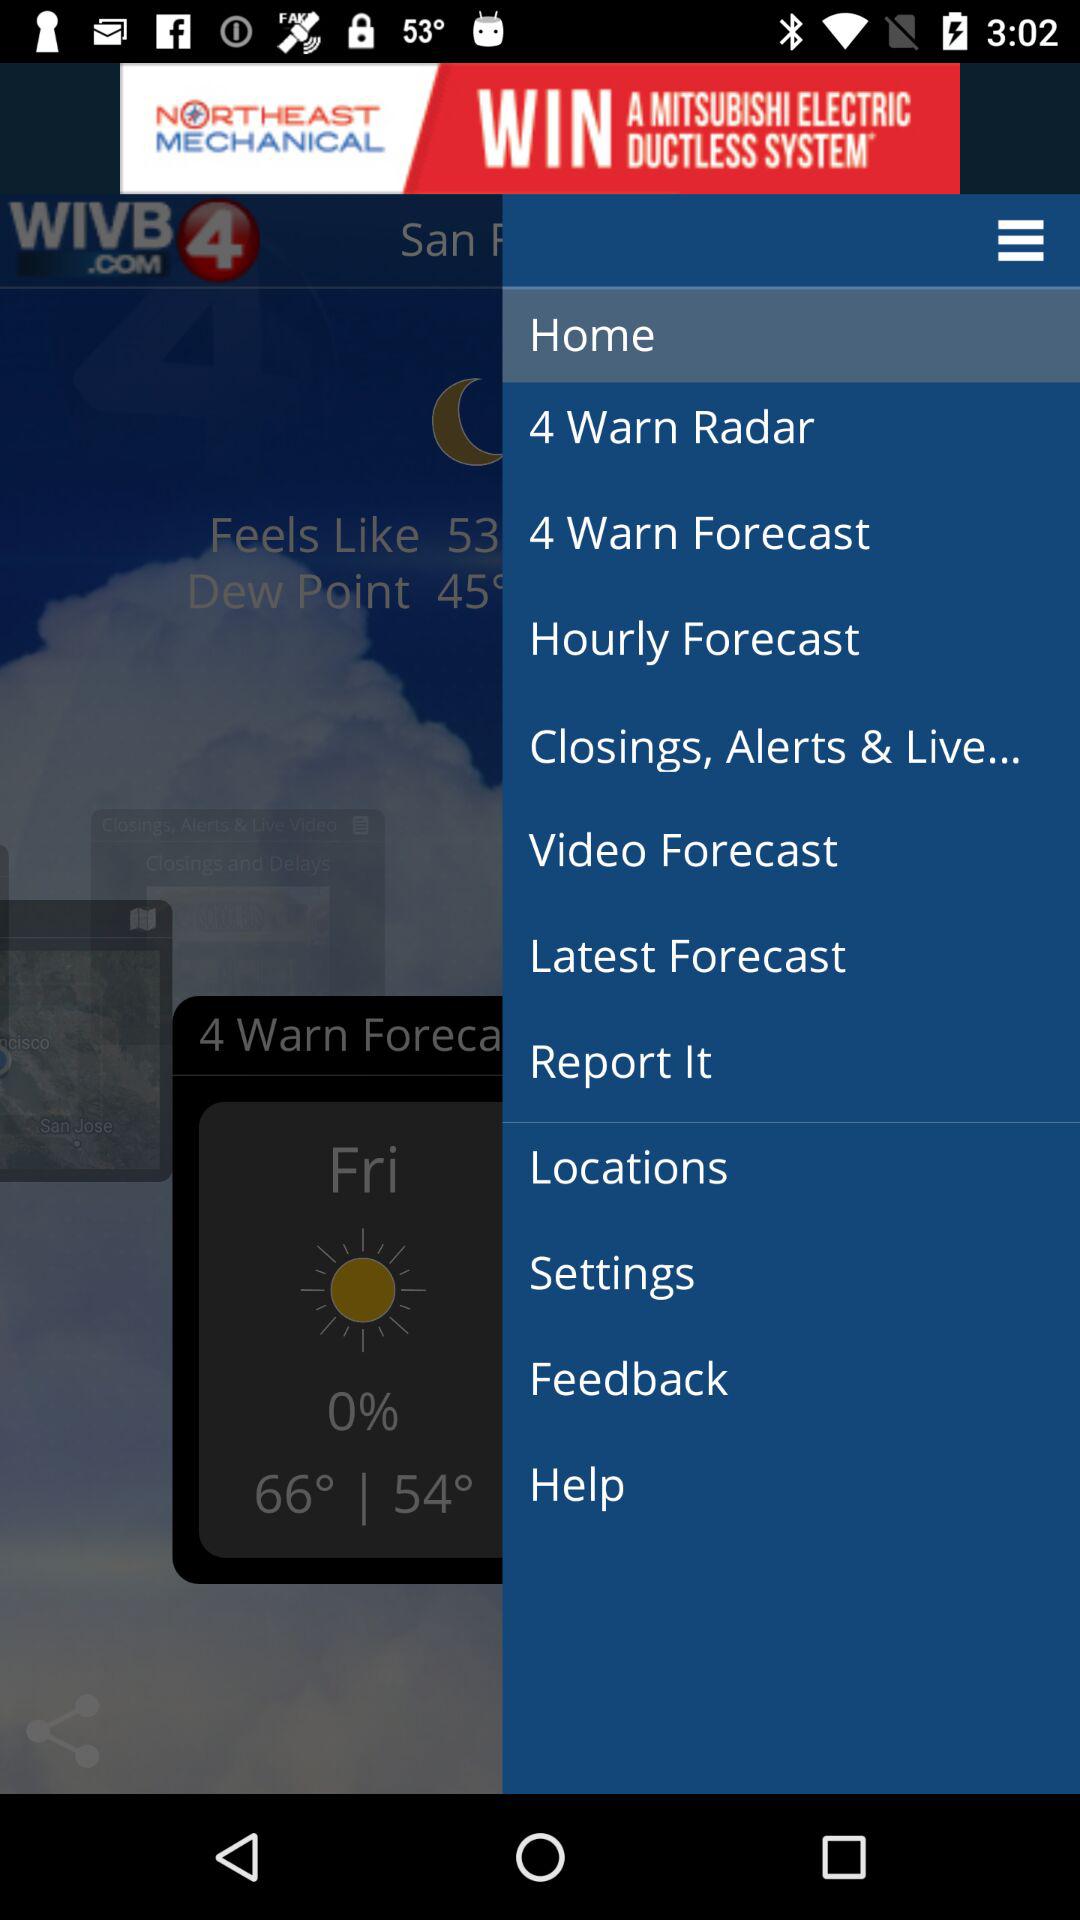 FAKE 53° 3:02
NORTHEAST
MECHANICAL
WIN A MITSUBISHI ELECTRIC
DUCTLESS SYSTEM*
WIVB 4
.COM
San F
Home
4 Warn Radar
4 Warn Forecast
Hourly Forecast
Closings, Alerts & Live...
Video Forecast
Latest Forecast
Report It
Locations
Settings
Feedback
Help
Feels Like 53
Dew Point 45°
Closings, Alerts & Live Video
Closings and Delays
ncisco
San Jose
4 Warn Foreca
Fri
0%
66° | 54°